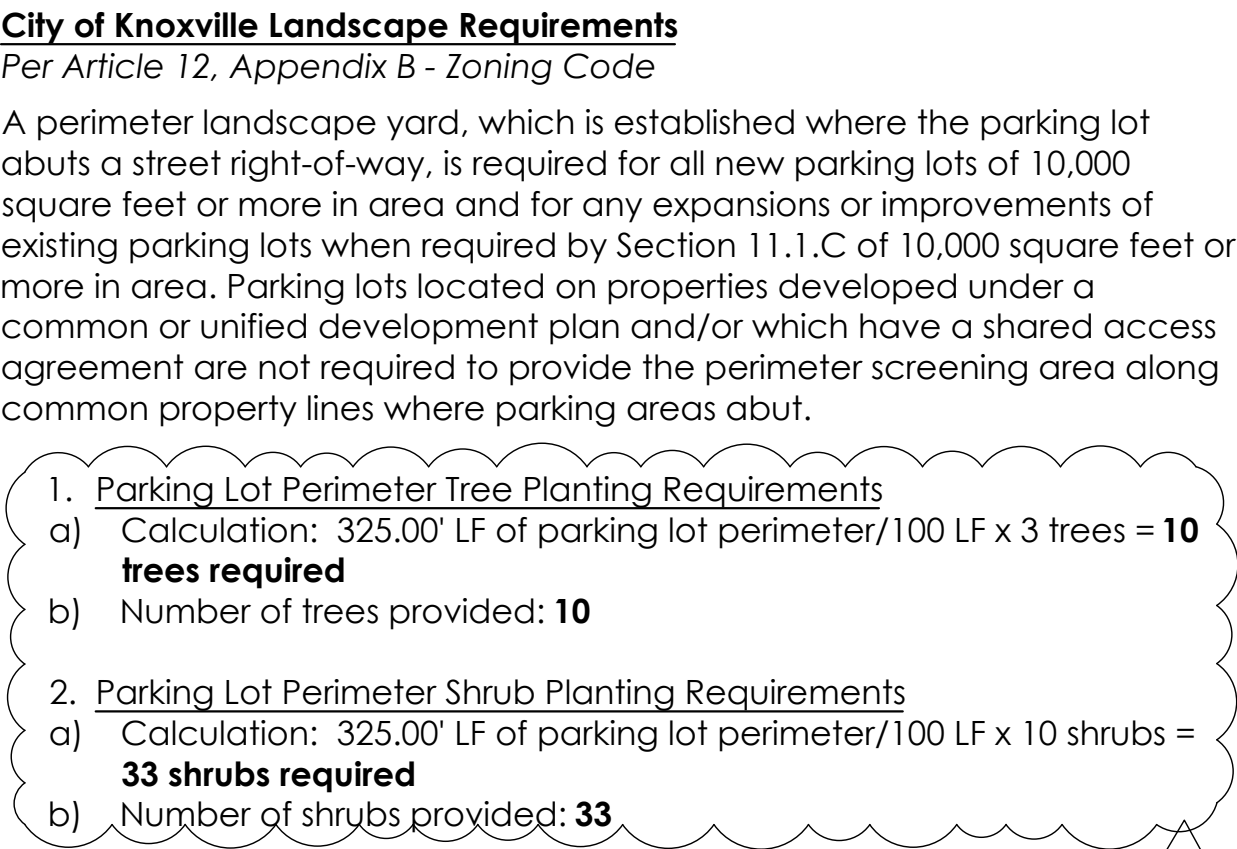 City of Knoxville Landscape Requirements
Per Article 12, Appendix B - Zoning Code
A perimeter landscape yard, which is established where the parking lot
abuts a street right-of-way, is required for all new parking lots of 10,000
square feet or more in area and for any expansions or improvements of
existing parking lots when required by Section 11.1.C of 10,000 square feet or
more in area. Parking lots located on properties developed under a
common or unified development plan and/or which have a shared access
agreement are not required to provide the perimeter screening area along
common property lines where parking areas abut.
1. Parking Lot Perimeter Tree Planting Requirements
a) Calculation: 325.00' LF of parking lot perimeter/100 LF x 3 trees = 10
trees required
b) Number of trees provided: 10
2. Parking Lot Perimeter Shrub Planting Requirements
a) Calculation: 325.00' LF of parking lot perimeter/100 LF x 10 shrubs =
33 shrubs required
b) Number of shrubs provided: 33